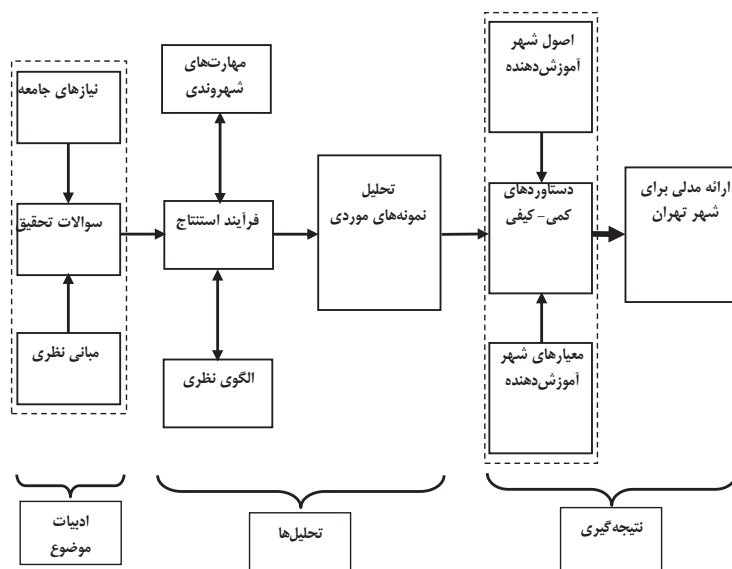 نیازهای جامعه
سوالات تحقیق
مبانی نظری
مهارت‌های
شهروندی
فرآیند استنتاج
الگوی نظری
تحلیل
نمونه‌های موردی
اصول شهر
آموزش‌دهنده
دستاوردهای
کمی- کیفی
معیارهای شهر
آموزش‌دهنده
ارائه مدلی برای
شهر تهران
ادبیات
موضوع
تحلیل‌ها
نتیجه‌گیری